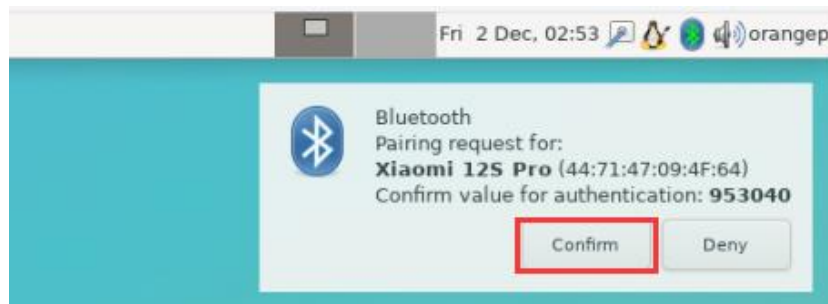 Fri 2 Dec, 02:53 orangep
Bluetooth
Pairing request for:
Xiaomi 12S Pro (44:71:47:09:4F:64)
Confirm value for authentication: 953040
Confirm Deny